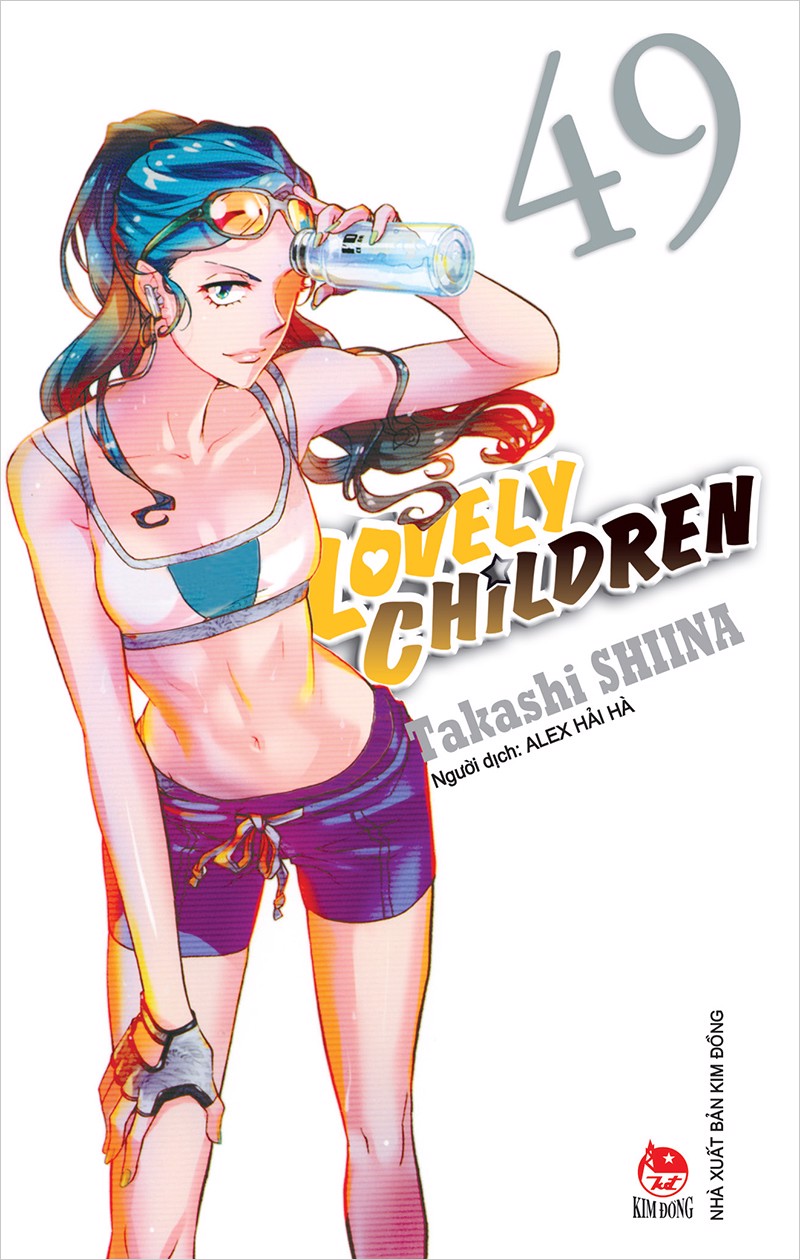 49
LOVELY
CHiLDREN
Takashi SHIINA
Người dịch: ALEX HẢI HÀ
NHÀ XUẤT BẢN KIM ĐỒNG
KIM ĐỒNG